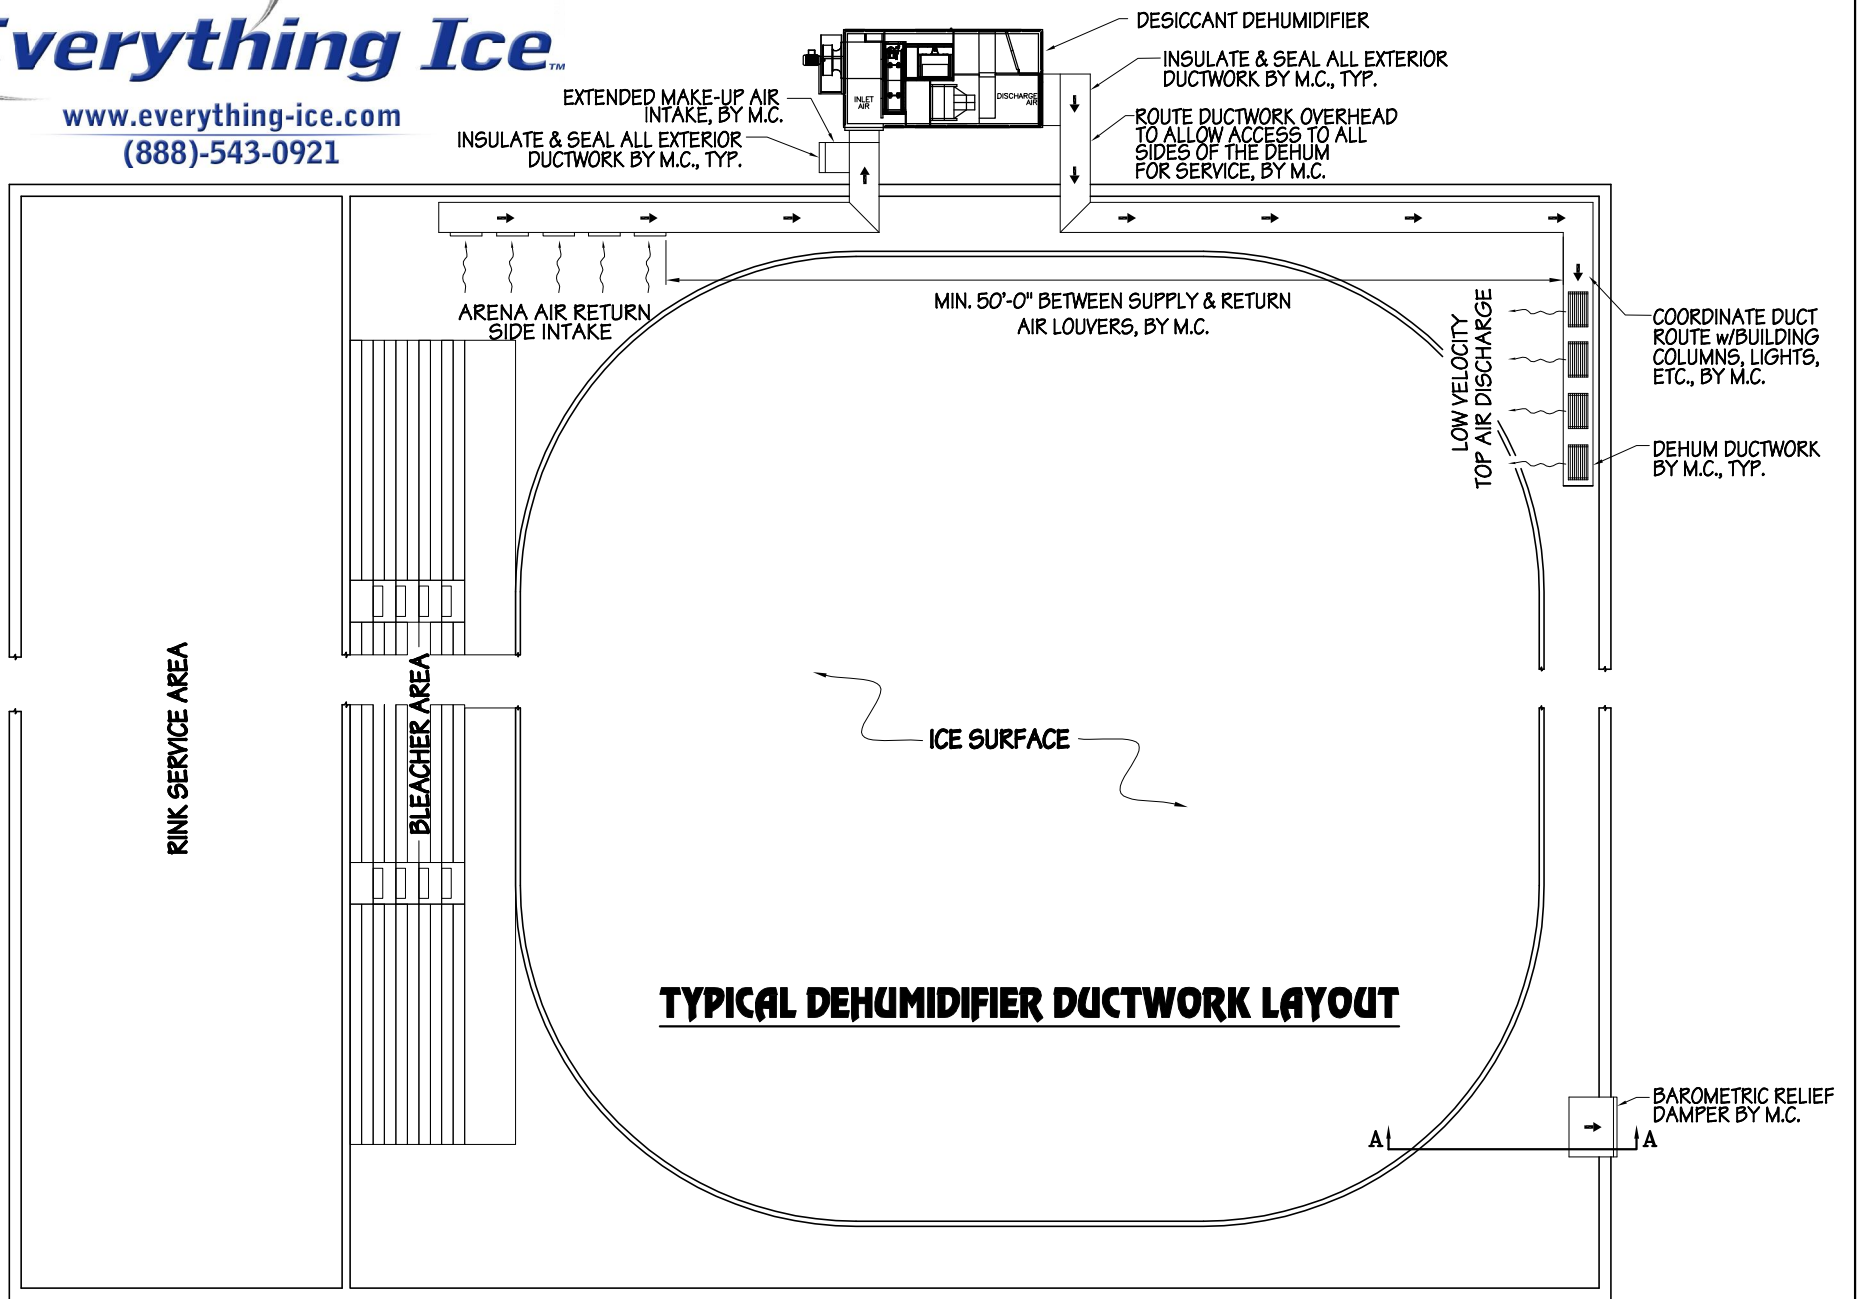 Everything Ice™
www.everything-ice.com
(888)-543-0921
DESICCANT DEHUMIDIFIER
INSULATE & SEAL ALL EXTERIOR
DUCTWORK BY M.C., TYP.
EXTENDED MAKE-UP AIR
INTAKE, BY M.C.
INLET
AIR
DISCHARGE
AIR
ROUTE DUCTWORK OVERHEAD
TO ALLOW ACCESS TO ALL
SIDES OF THE DEHUM
FOR SERVICE, BY M.C.
INSULATE & SEAL ALL EXTERIOR
DUCTWORK BY M.C., TYP.
ARENA AIR RETURN
SIDE INTAKE
MIN. 50'-0" BETWEEN SUPPLY & RETURN
AIR LOUVERS, BY M.C.
LOW VELOCITY
TOP AIR DISCHARGE
COORDINATE DUCT
ROUTE w/BUILDING
COLUMNS, LIGHTS,
ETC., BY M.C.
DEHUM DUCTWORK
BY M.C., TYP.
RINK SERVICE AREA
BLEACHER AREA
ICE SURFACE
TYPICAL DEHUMIDIFIER DUCTWORK LAYOUT
BAROMETRIC RELIEF
DAMPER BY M.C.
A
A